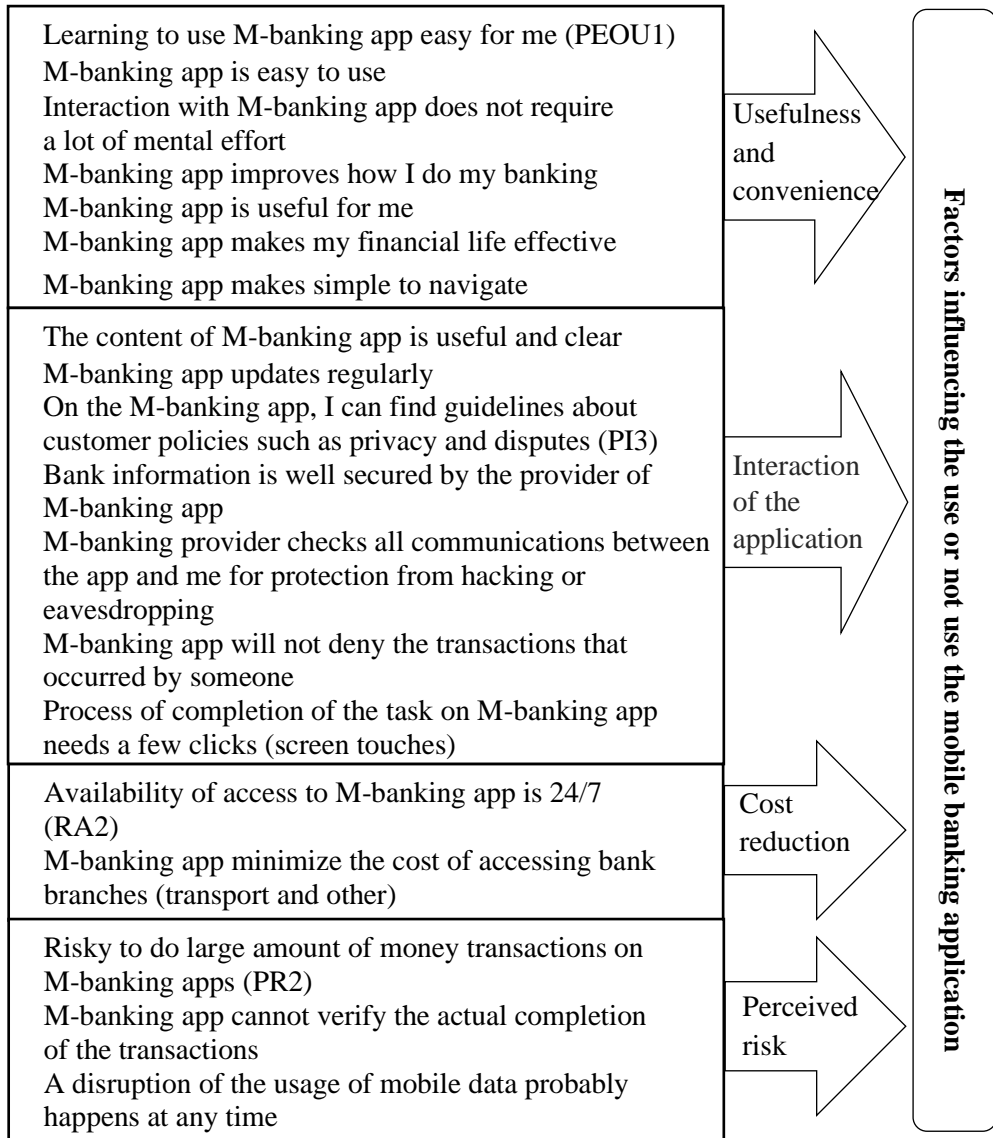 Learning to use M-banking app easy for me (PEOU1)
M-banking app is easy to use
Interaction with M-banking app does not require
a lot of mental effort
M-banking app improves how I do my banking
M-banking app is useful for me
M-banking app makes my financial life effective
M-banking app makes simple to navigate
Usefulness
and
convenience
The content of M-banking app is useful and clear
M-banking app updates regularly
On the M-banking app, I can find guidelines about
customer policies such as privacy and disputes (PI3)
Bank information is well secured by the provider of
M-banking app
M-banking provider checks all communications between
the app and me for protection from hacking or
eavesdropping
M-banking app will not deny the transactions that
occurred by someone
Process of completion of the task on M-banking app
needs a few clicks (screen touches)
Interaction
of the
application
Availability of access to M-banking app is 24/7
(RA2)
M-banking app minimize the cost of accessing bank
branches (transport and other)
Cost
reduction
Risky to do large amount of money transactions on
M-banking apps (PR2)
M-banking app cannot verify the actual completion
of the transactions
A disruption of the usage of mobile data probably
happens at any time
Perceived
risk
Factors influencing the use or not use the mobile banking application